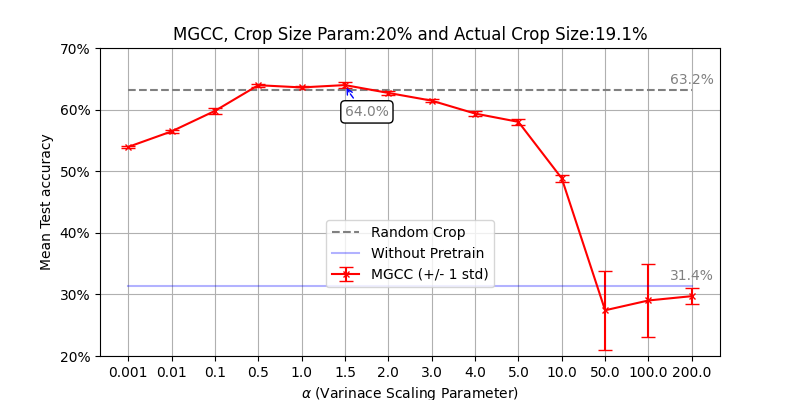 MGCC, Crop Size Param:20% and Actual Crop Size:19.1%
70%
60%
50%
40%
30%
20%
Mean Test accuracy
63.2%
64.0%
31.4%
Random Crop
Without Pretrain
MGCC (+/- 1 std)
0.001 0.01 0.1 0.5 1.0 1.5 2.0 3.0 4.0 5.0 10.0 50.0 100.0 200.0
α (Varinace Scaling Parameter)